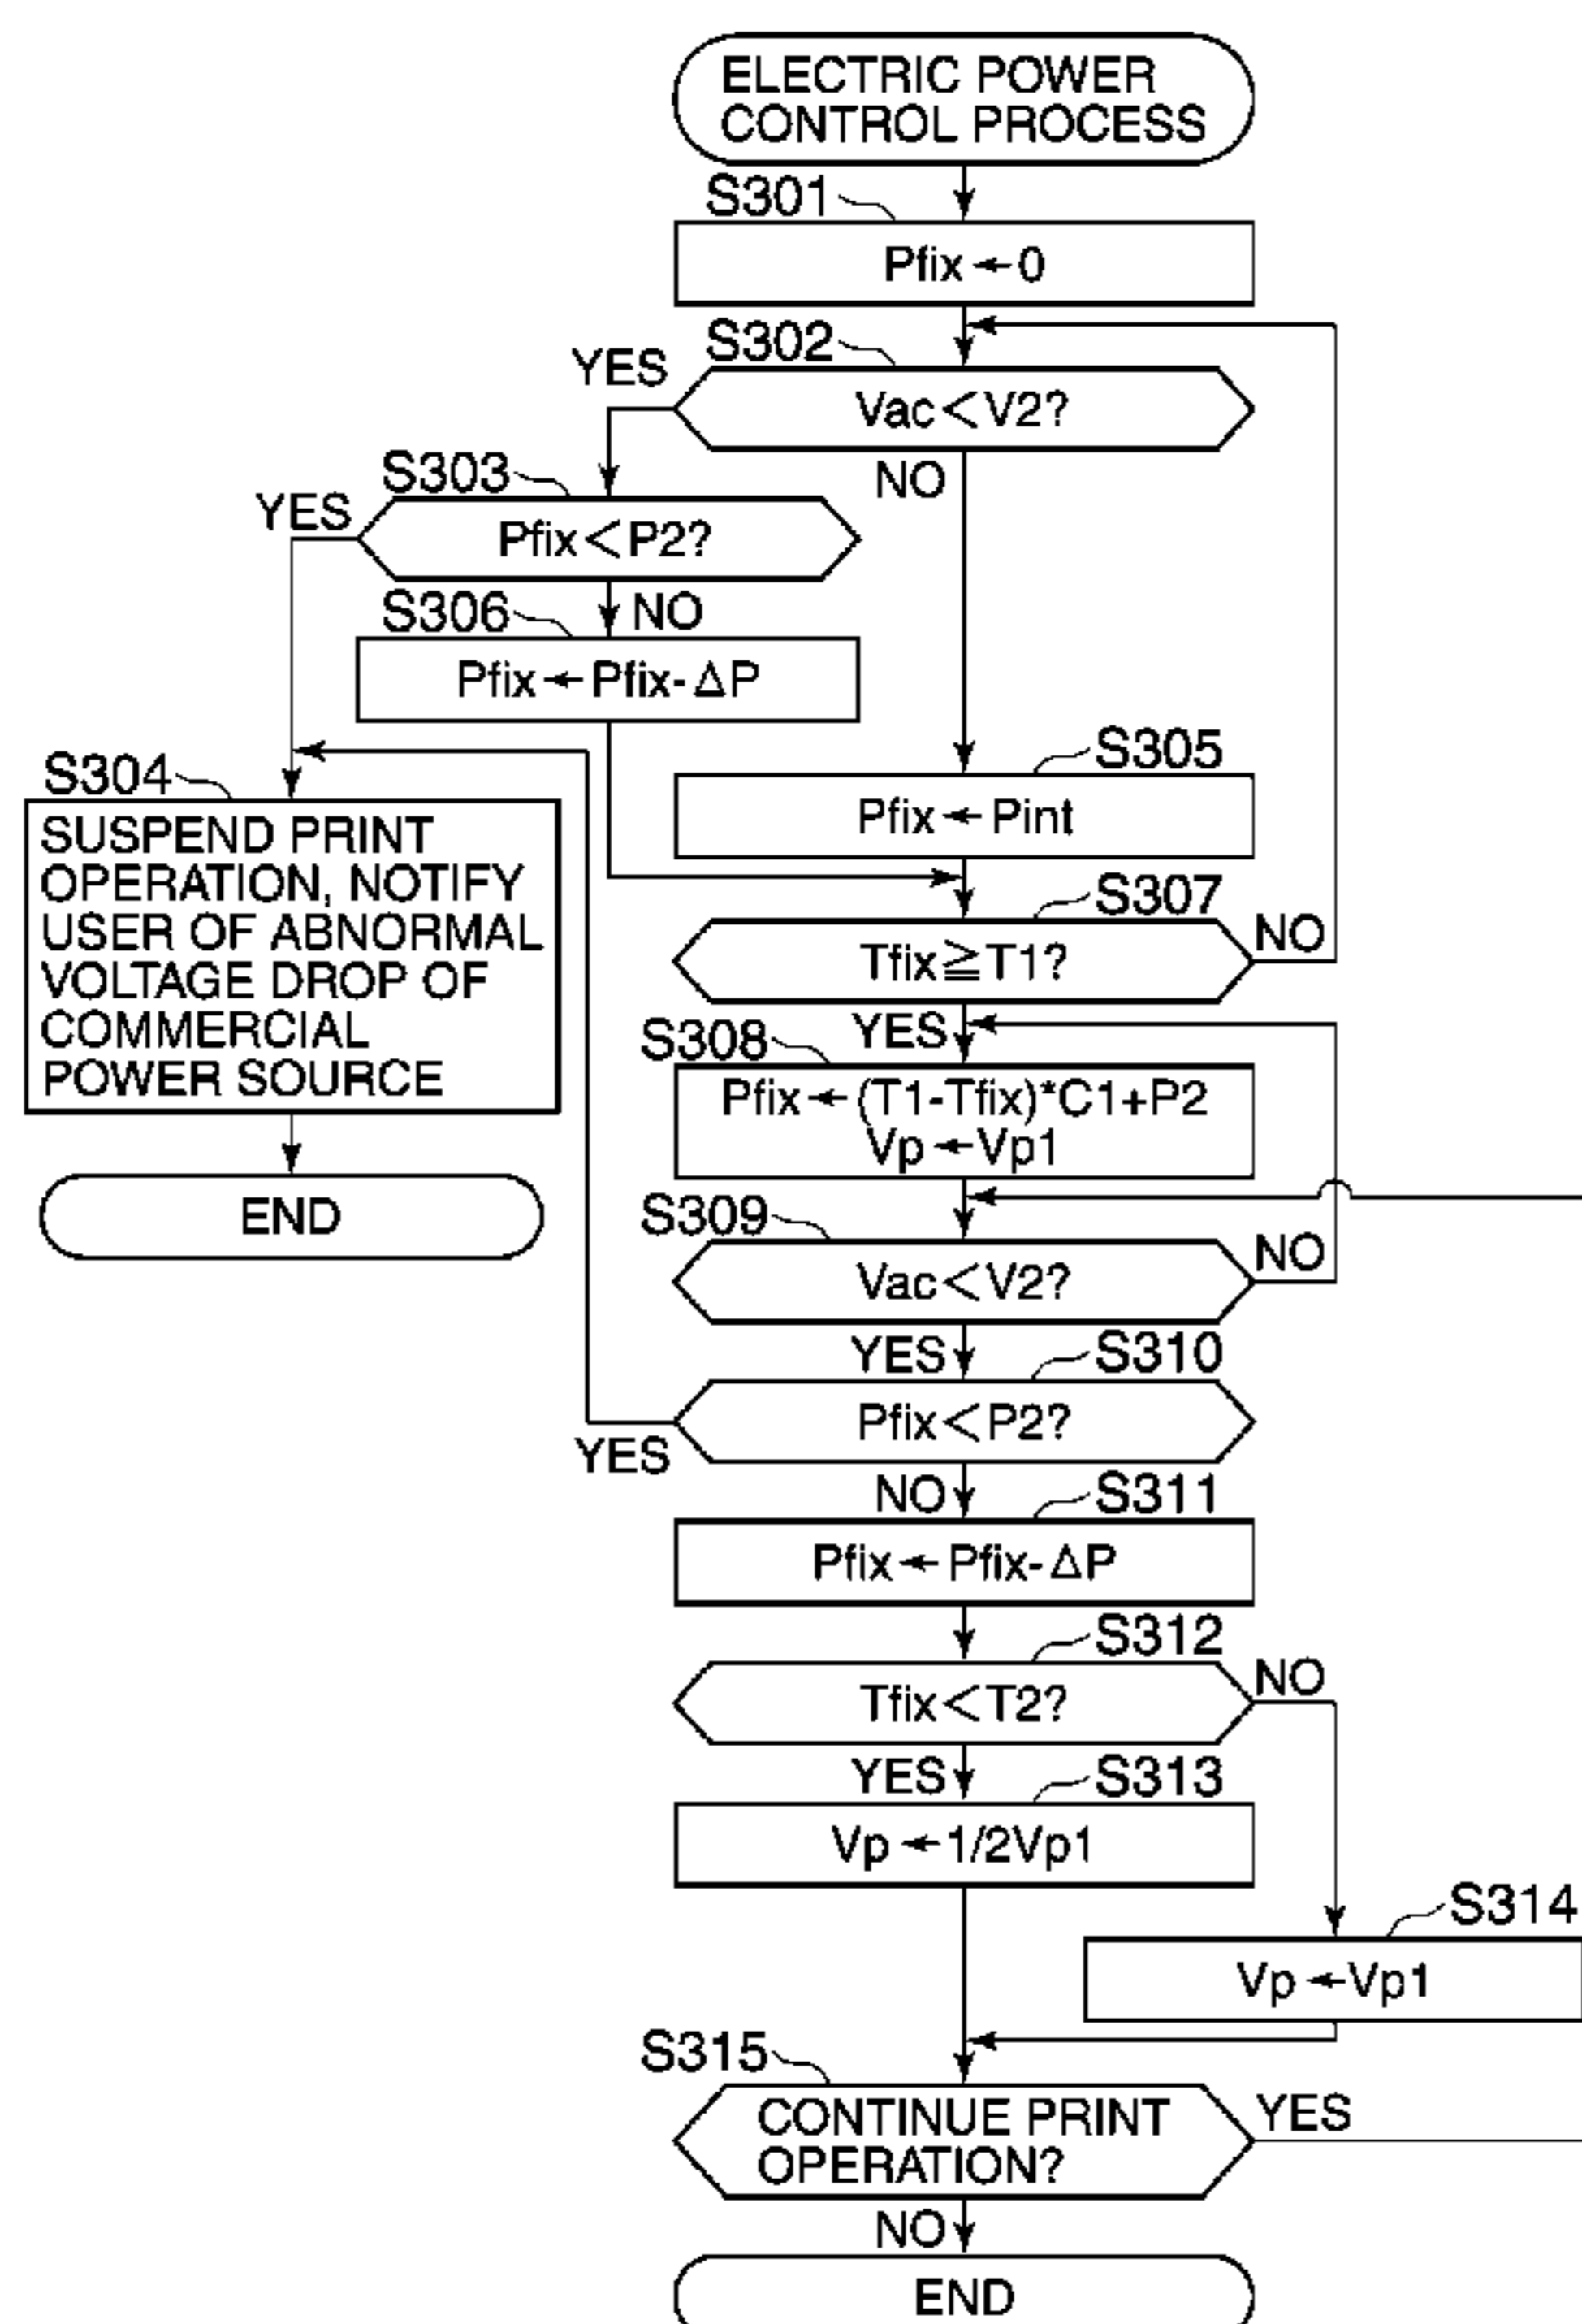 ELECTRIC POWER
CONTROL PROCESS
S301
Pfix←0
S302
YES
Vac<V2?
NO
S303
YES
Pfix<P2?
S306
NO
Pfix←Pfix-ΔP
S304
SUSPEND PRINT
OPERATION, NOTIFY
USER OF ABNORMAL
VOLTAGE DROP OF
COMMERCIAL
POWER SOURCE
END
S305
Pfix←Pint
S307
Tfix≧T1?
NO
YES
S308
Pfix←(T1-Tfix)*C1+P2
Vp←Vp1
S309
Vac<V2?
NO
YES
S310
Pfix<P2?
YES
NO
S311
Pfix←Pfix-ΔP
S312
Tfix<T2?
NO
YES
S313
Vp←1/2Vp1
S314
Vp←Vp1
S315
CONTINUE PRINT
OPERATION?
YES
NO
END